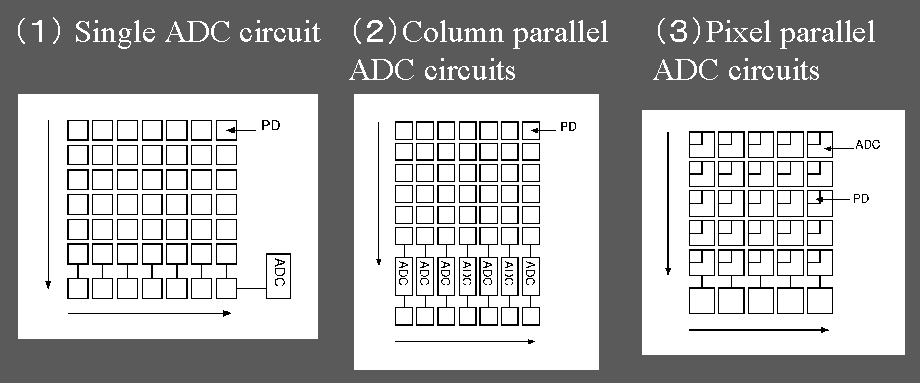 （1） Single ADC circuit
PD
ADC
（2）Column parallel
ADC circuits
PD
ADC ADC ADC ADC ADC ADC ADC
（3）Pixel parallel
ADC circuits
ADC
PD